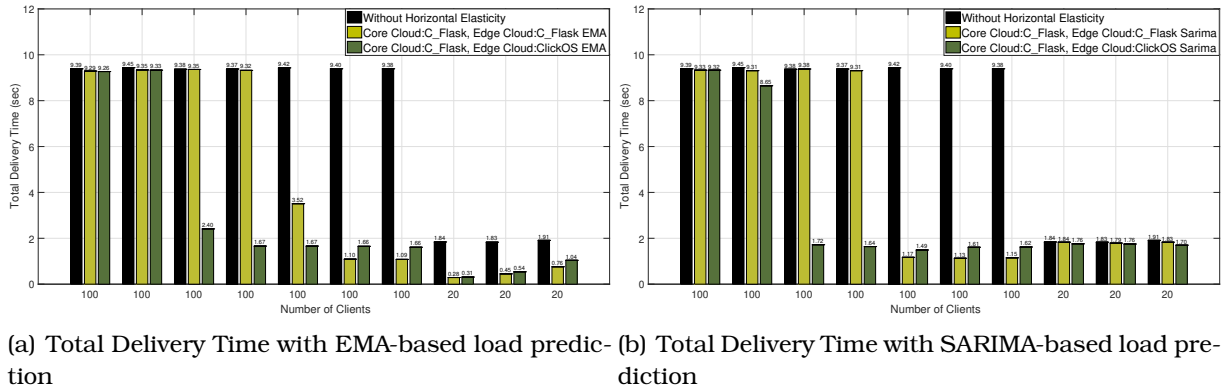 12
Without Horizontal Elasticity
Core Cloud:C_Flask, Edge Cloud:C_Flask EMA
Core Cloud:C_Flask, Edge Cloud:ClickOS EMA
10
9.39 9.29 9.26 9.45 9.35 9.33 9.38 9.35 9.37 9.32 9.42 9.40 9.38
8
Total Delivery Time (sec)
6
4
3.52
2.40
2
1.67 1.67 1.10 1.66 1.09 1.66 1.84 0.28 0.31 1.83 0.45 0.54 1.91 0.76 1.04
0
100 100 100 100 100 100 100 20 20 20
Number of Clients
(a) Total Delivery Time with EMA-based load predic-
tion
12
Without Horizontal Elasticity
Core Cloud:C_Flask, Edge Cloud:C_Flask Sarima
Core Cloud:C_Flask, Edge Cloud:ClickOS Sarima
10
9.39 9.33 9.32 9.45 9.31 8.65 9.38 9.38 9.37 9.31 9.42 9.40 9.38
8
Total Delivery Time (sec)
6
4
2
1.72 1.64 1.17 1.49 1.13 1.61 1.15 1.62 1.84 1.84 1.76 1.83 1.79 1.76 1.91 1.83 1.70
0
100 100 100 100 100 100 100 20 20 20
Number of Clients
(b) Total Delivery Time with SARIMA-based load pre-
diction